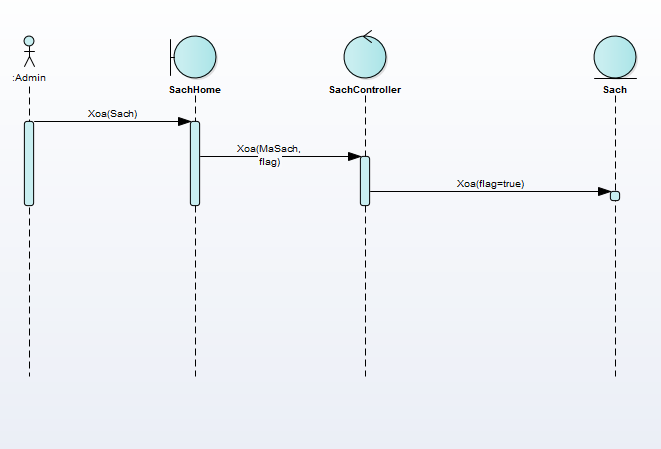 :Admin
SachHome
SachController
Sach
Xoa(Sach)
Xoa(MaSach,
flag)
Xoa(flag=true)